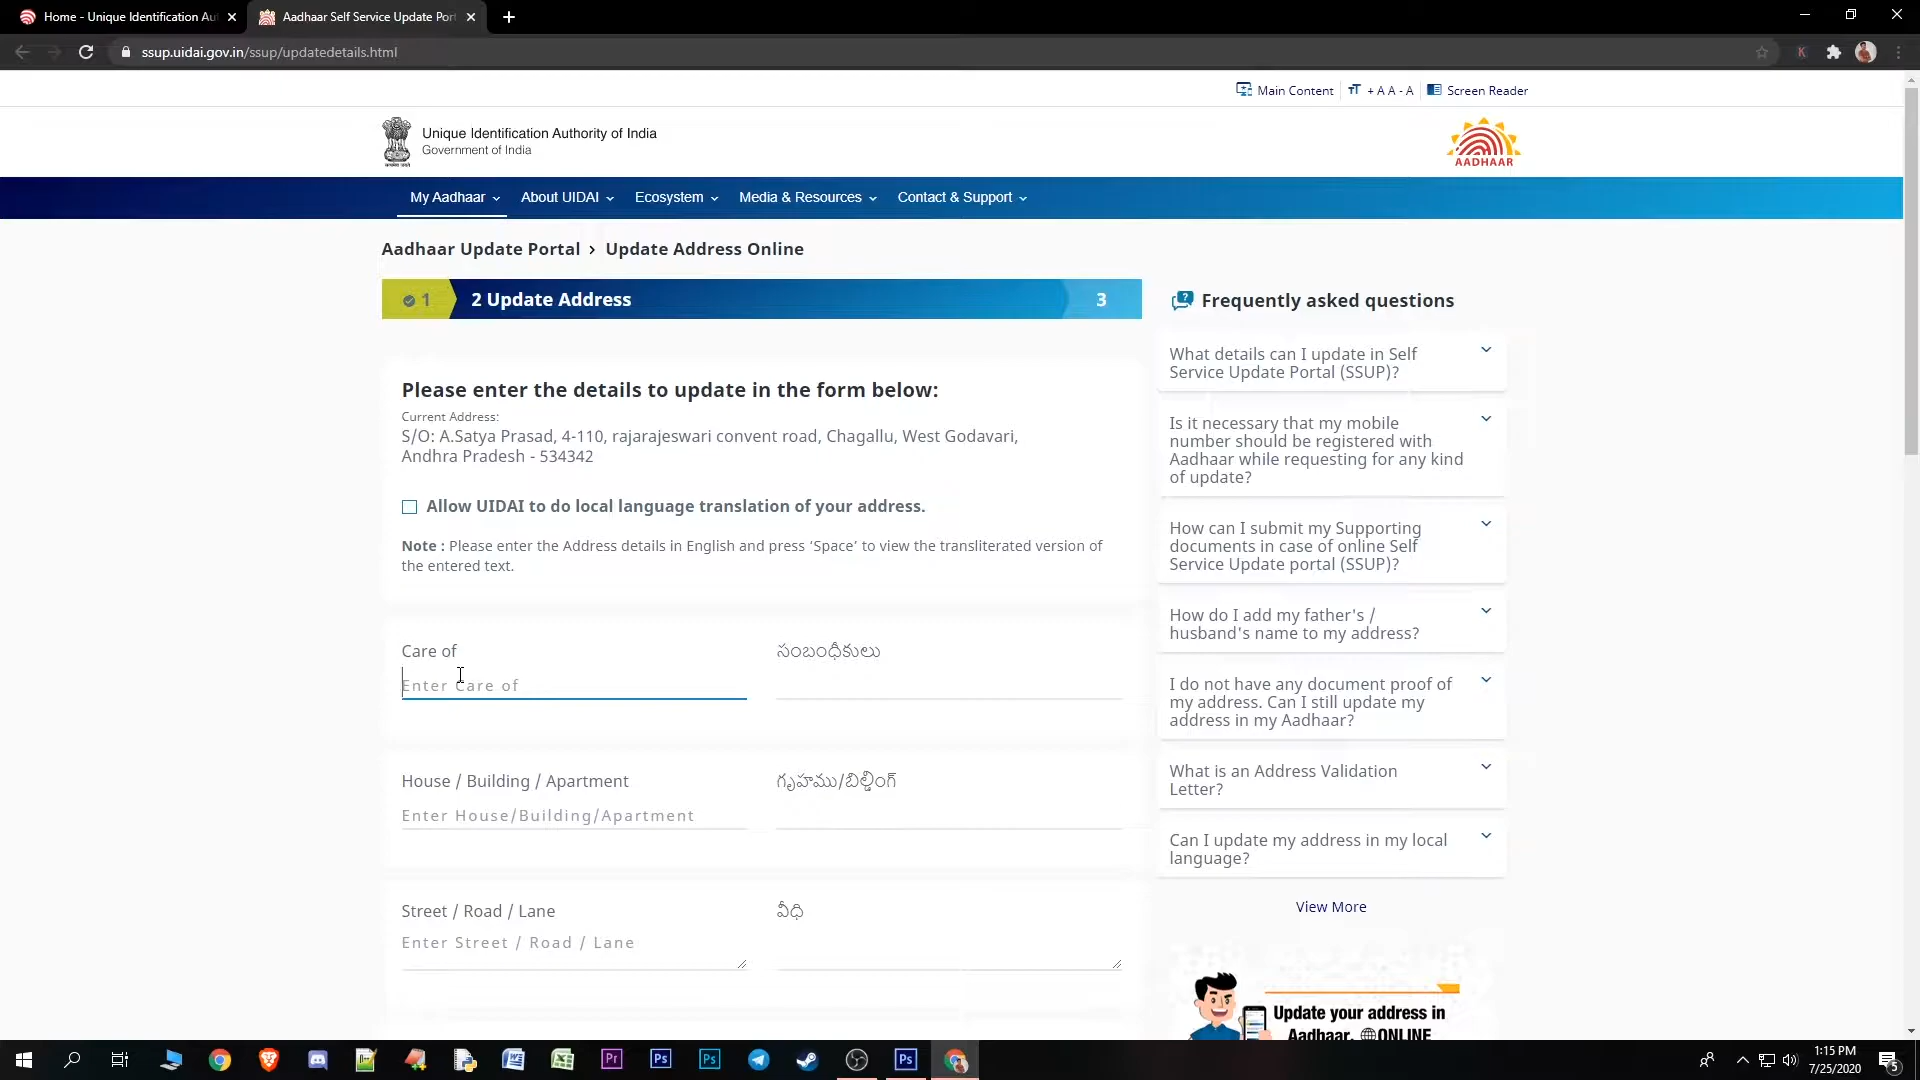 Home - Unique Identification Au
Aadhaar Self Service Update Port
ssup.uidai.gov.in/ssup/updatedetails.html
Main Content
+ A A - A
Screen Reader
Unique Identification Authority of India
Government of India
AADHAAR
My Aadhaar
About UIDAI
Ecosystem
Media & Resources
Contact & Support
Aadhaar Update Portal › Update Address Online
1
2 Update Address
3
Please enter the details to update in the form below:
Current Address:
S/O: A.Satya Prasad, 4-110, rajarajeswari convent road, Chagallu, West Godavari,
Andhra Pradesh - 534342
Allow UIDAI to do local language translation of your address.
Note : Please enter the Address details in English and press ‘Space’ to view the transliterated version of
the entered text.
Care of
సంబంధీకులు
Enter Care of
House / Building / Apartment
గృహము/బిల్డింగ్
Enter House/Building/Apartment
Street / Road / Lane
వీధి
Enter Street / Road / Lane
Frequently asked questions
What details can I update in Self
Service Update Portal (SSUP)?
Is it necessary that my mobile
number should be registered with
Aadhaar while requesting for any kind
of update?
How can I submit my Supporting
documents in case of online Self
Service Update portal (SSUP)?
How do I add my father's /
husband's name to my address?
I do not have any document proof of
my address. Can I still update my
address in my Aadhaar?
What is an Address Validation
Letter?
Can I update my address in my local
language?
View More
Update your address in
Aadhaar, ONLINE
Pr
Ps
Ps
Ps
1:15 PM
7/25/2020
5